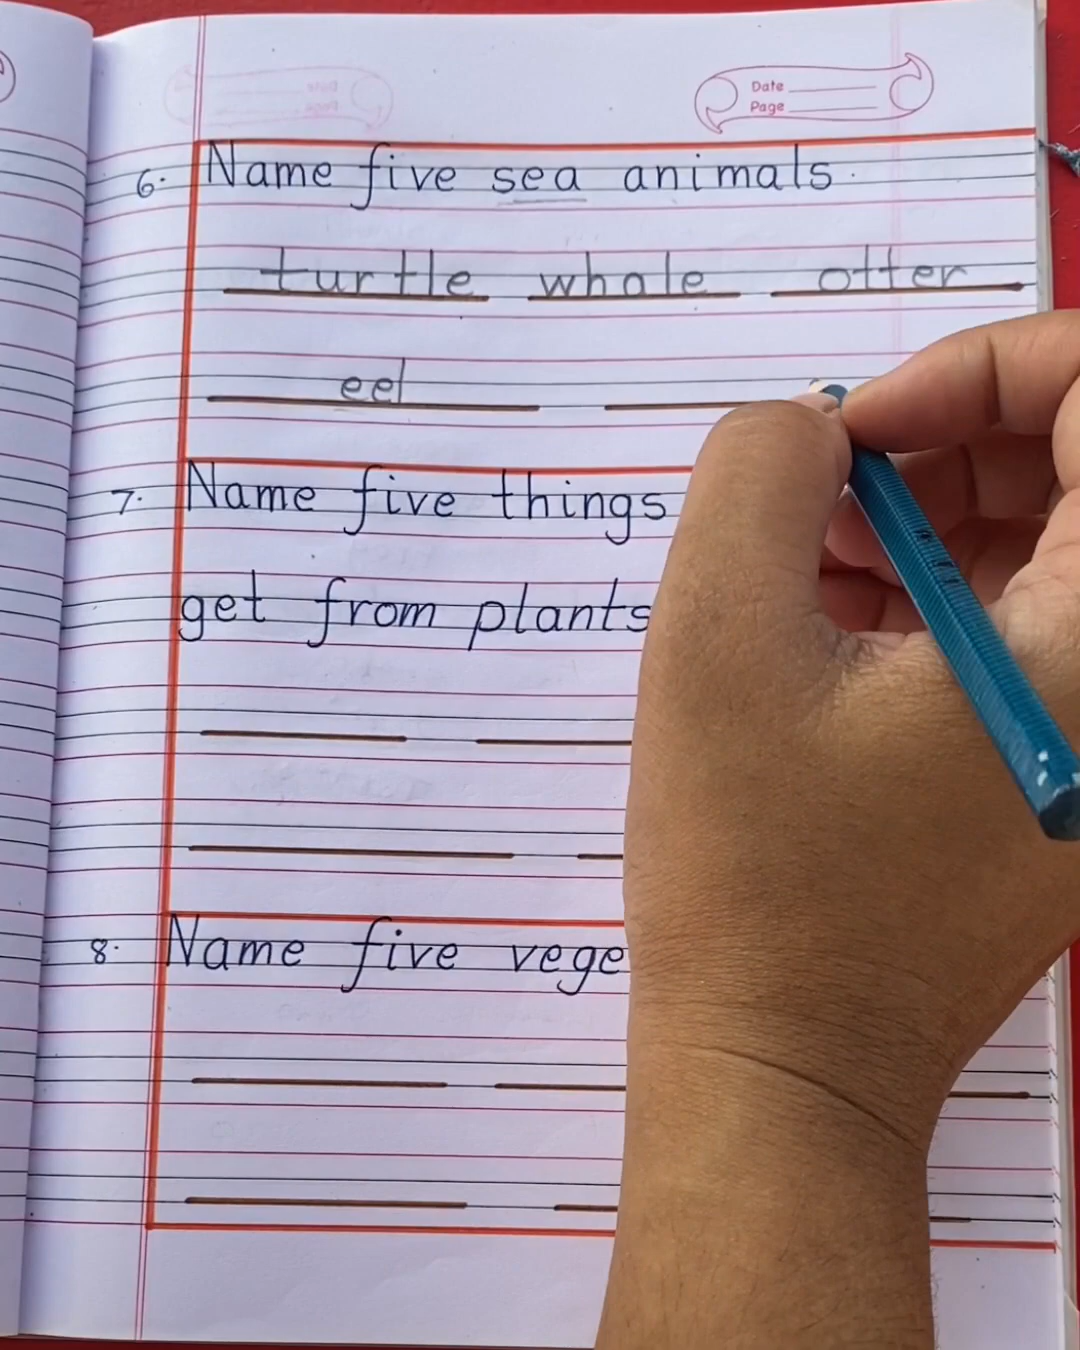 Date
Page
6. Name five sea animals.
turtle whale otter
eel
7. Name five things
get from plants
8. Name five vege